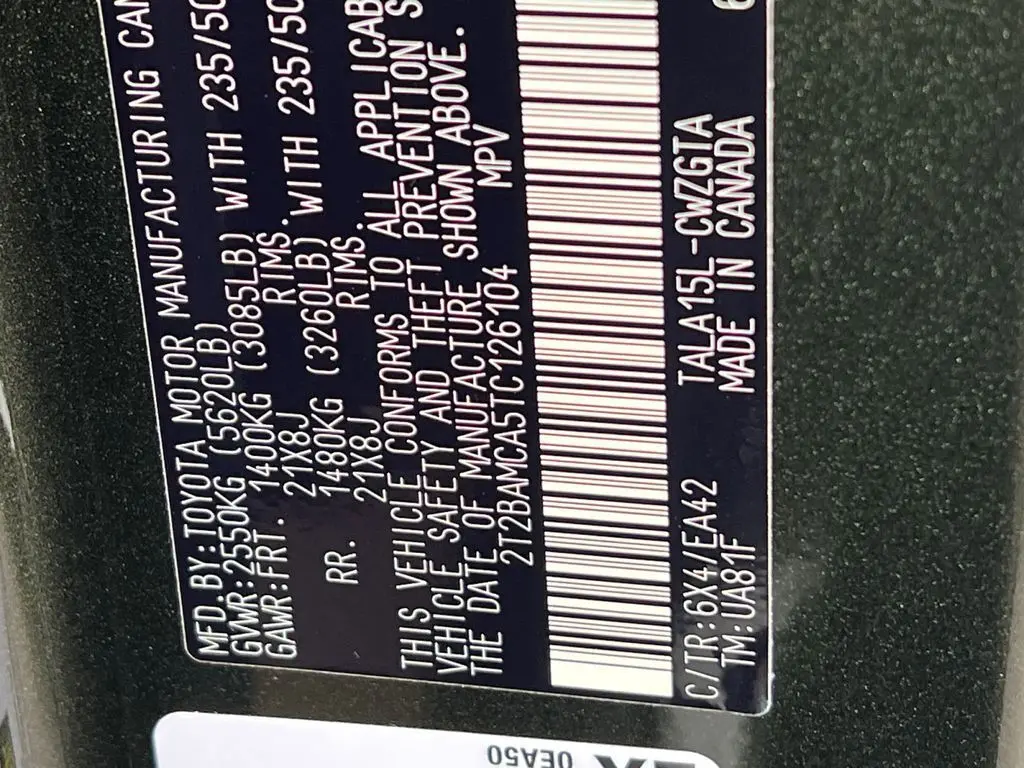 MFD.BY:TOYOTA MOTOR MANUFACTURING CAN
GVWR:2550KG (5620LB)
GAWR:FRT. 1400KG (3085LB) WITH 235/50
21X8J RIMS.
RR. 1480KG (3260LB) WITH 235/50
21X8J RIMS.
THIS VEHICLE CONFORMS TO ALL APPLICAB
VEHICLE SAFETY AND THEFT PREVENTION S
THE DATE OF MANUFACTURE SHOWN ABOVE.
2T2BAMCA5TC126104 MPV
C/TR:6X4/EA42 TALA15L-CWZGTA
TM:UA81F MADE IN CANADA
0EA50